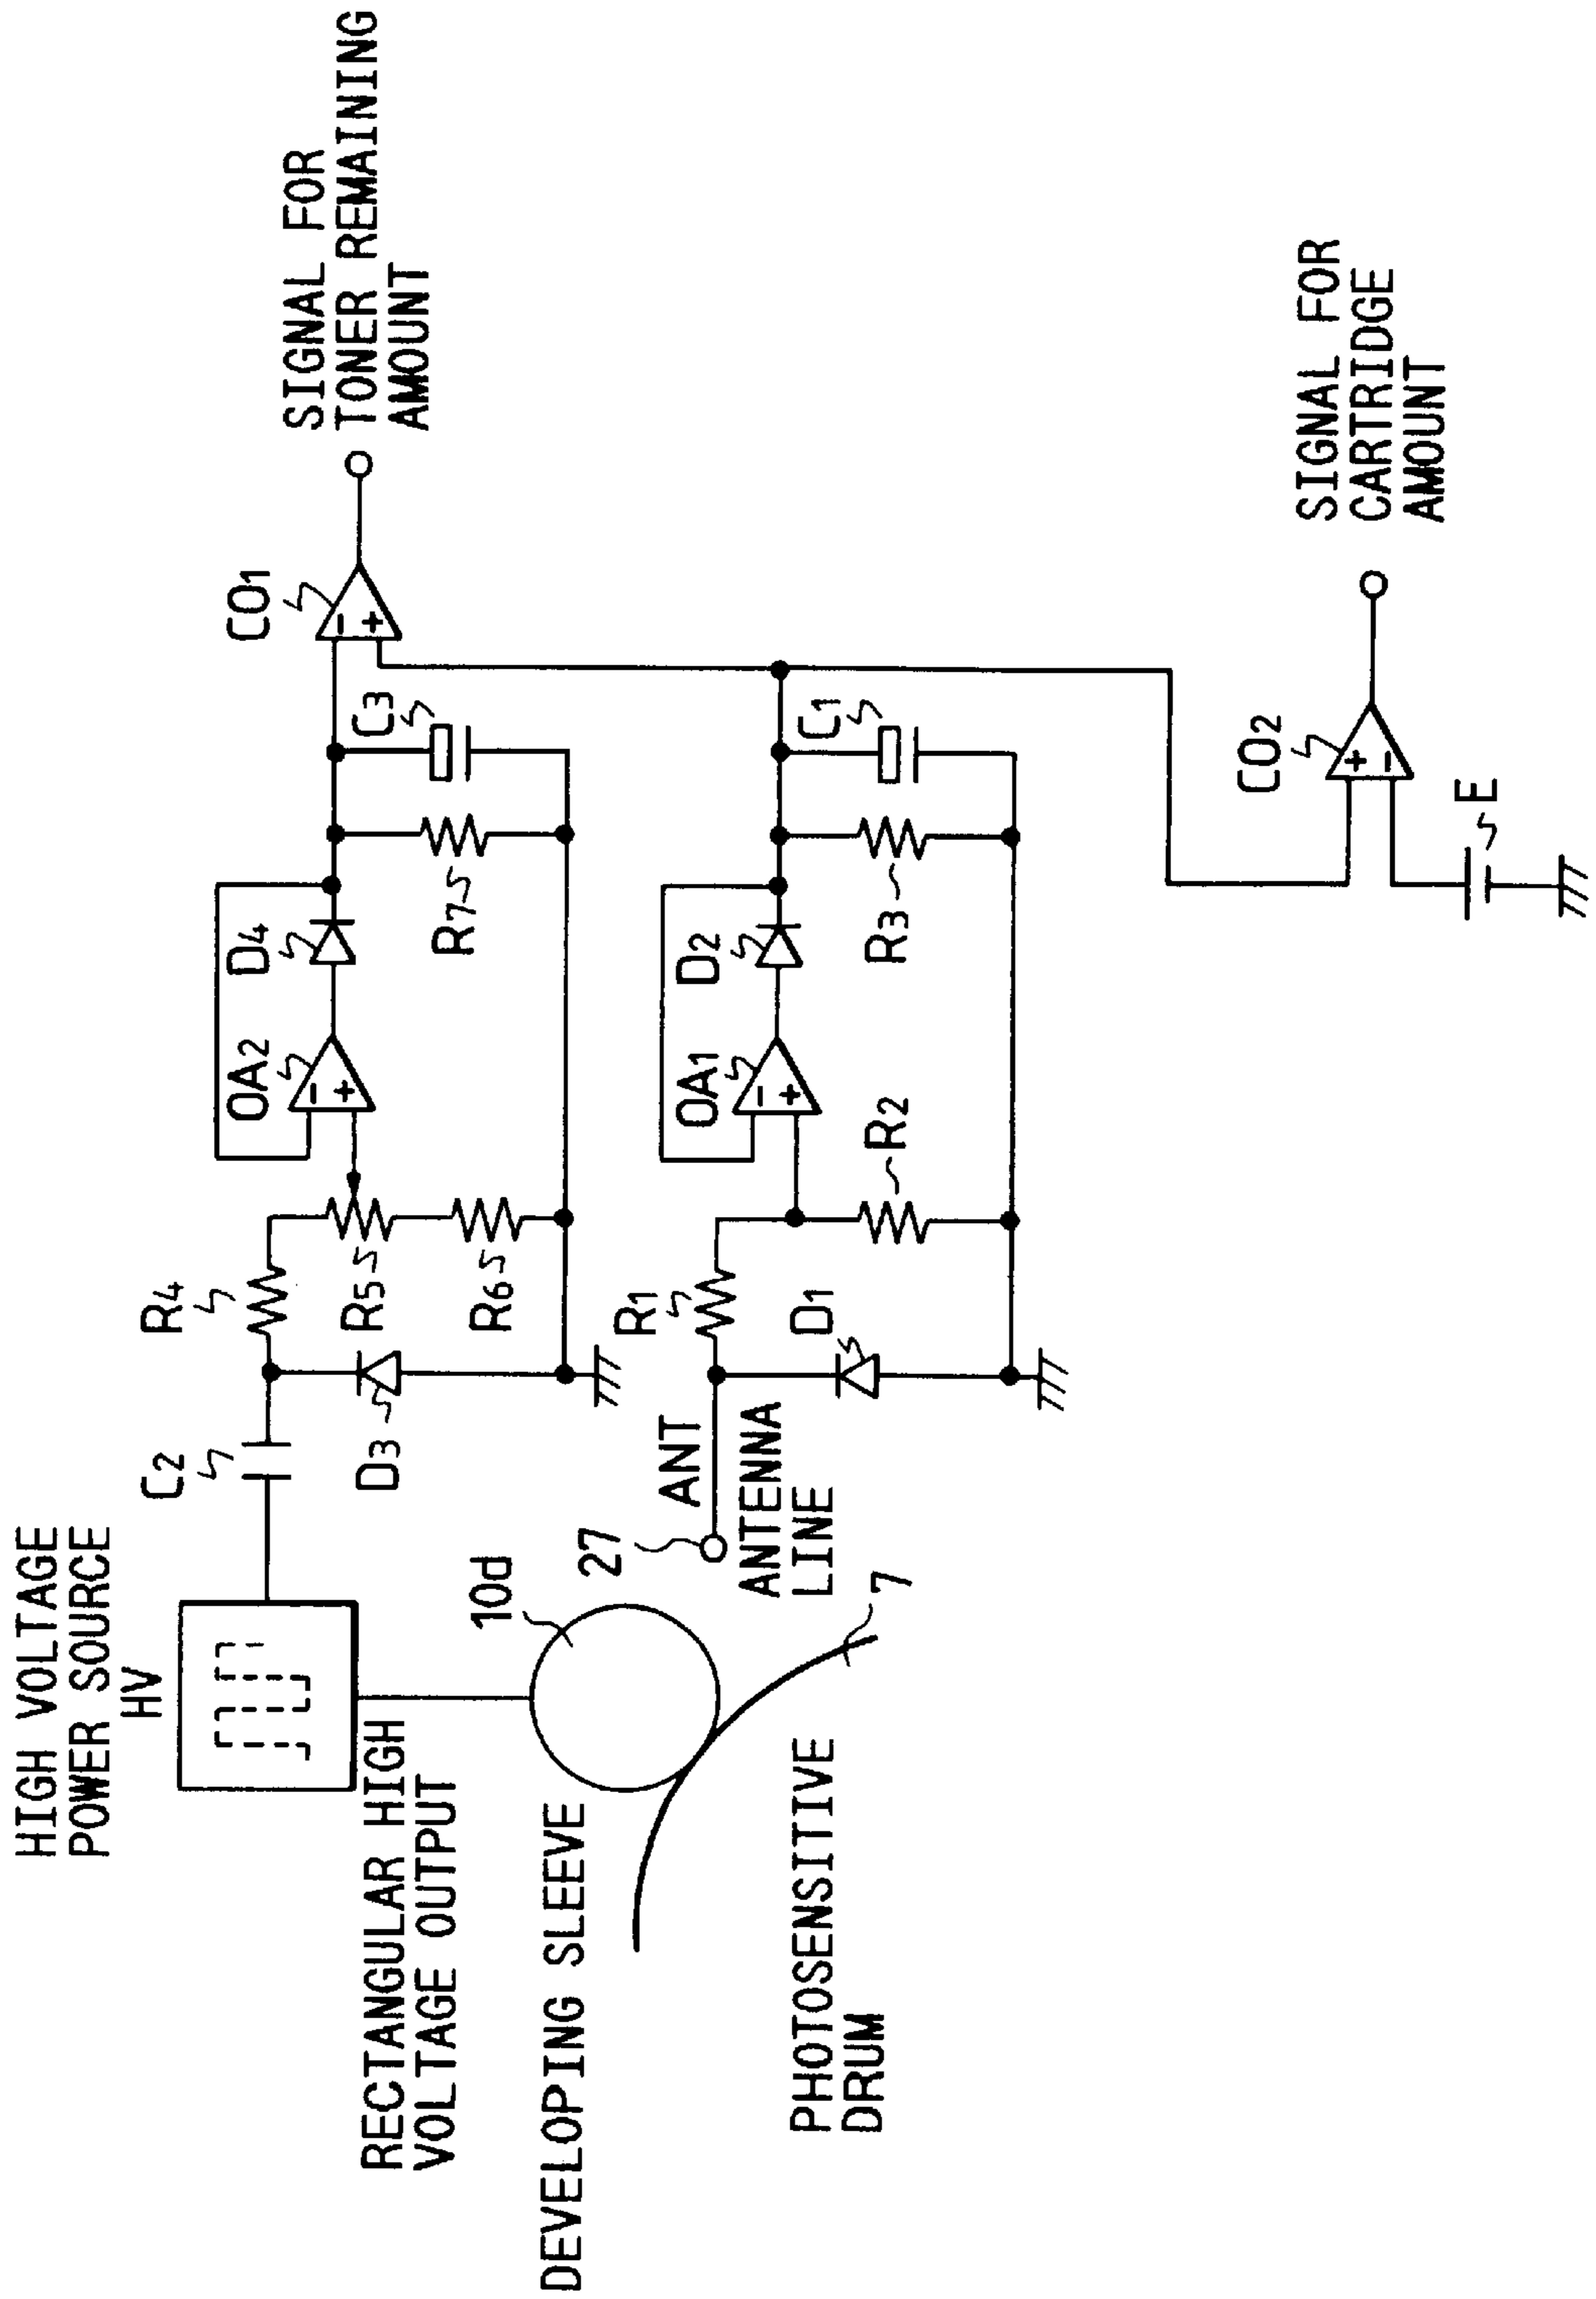 HIGH VOLTAGE
POWER SOURCE
HV
RECTANGULAR HIGH
VOLTAGE OUTPUT
DEVELOPING SLEEVE
10d
PHOTOSENSITIVE
DRUM
7
27
ANT
ANTENNA
LINE
C2
R4
D3
R5
R6
OA2
-
+
D4
R7
C3
CO1
-
+
SIGNAL FOR
TONER REMAINING
AMOUNT
R1
D1
R2
OA1
-
+
D2
R3
C1
CO2
+
-
E
SIGNAL FOR
CARTRIDGE
AMOUNT